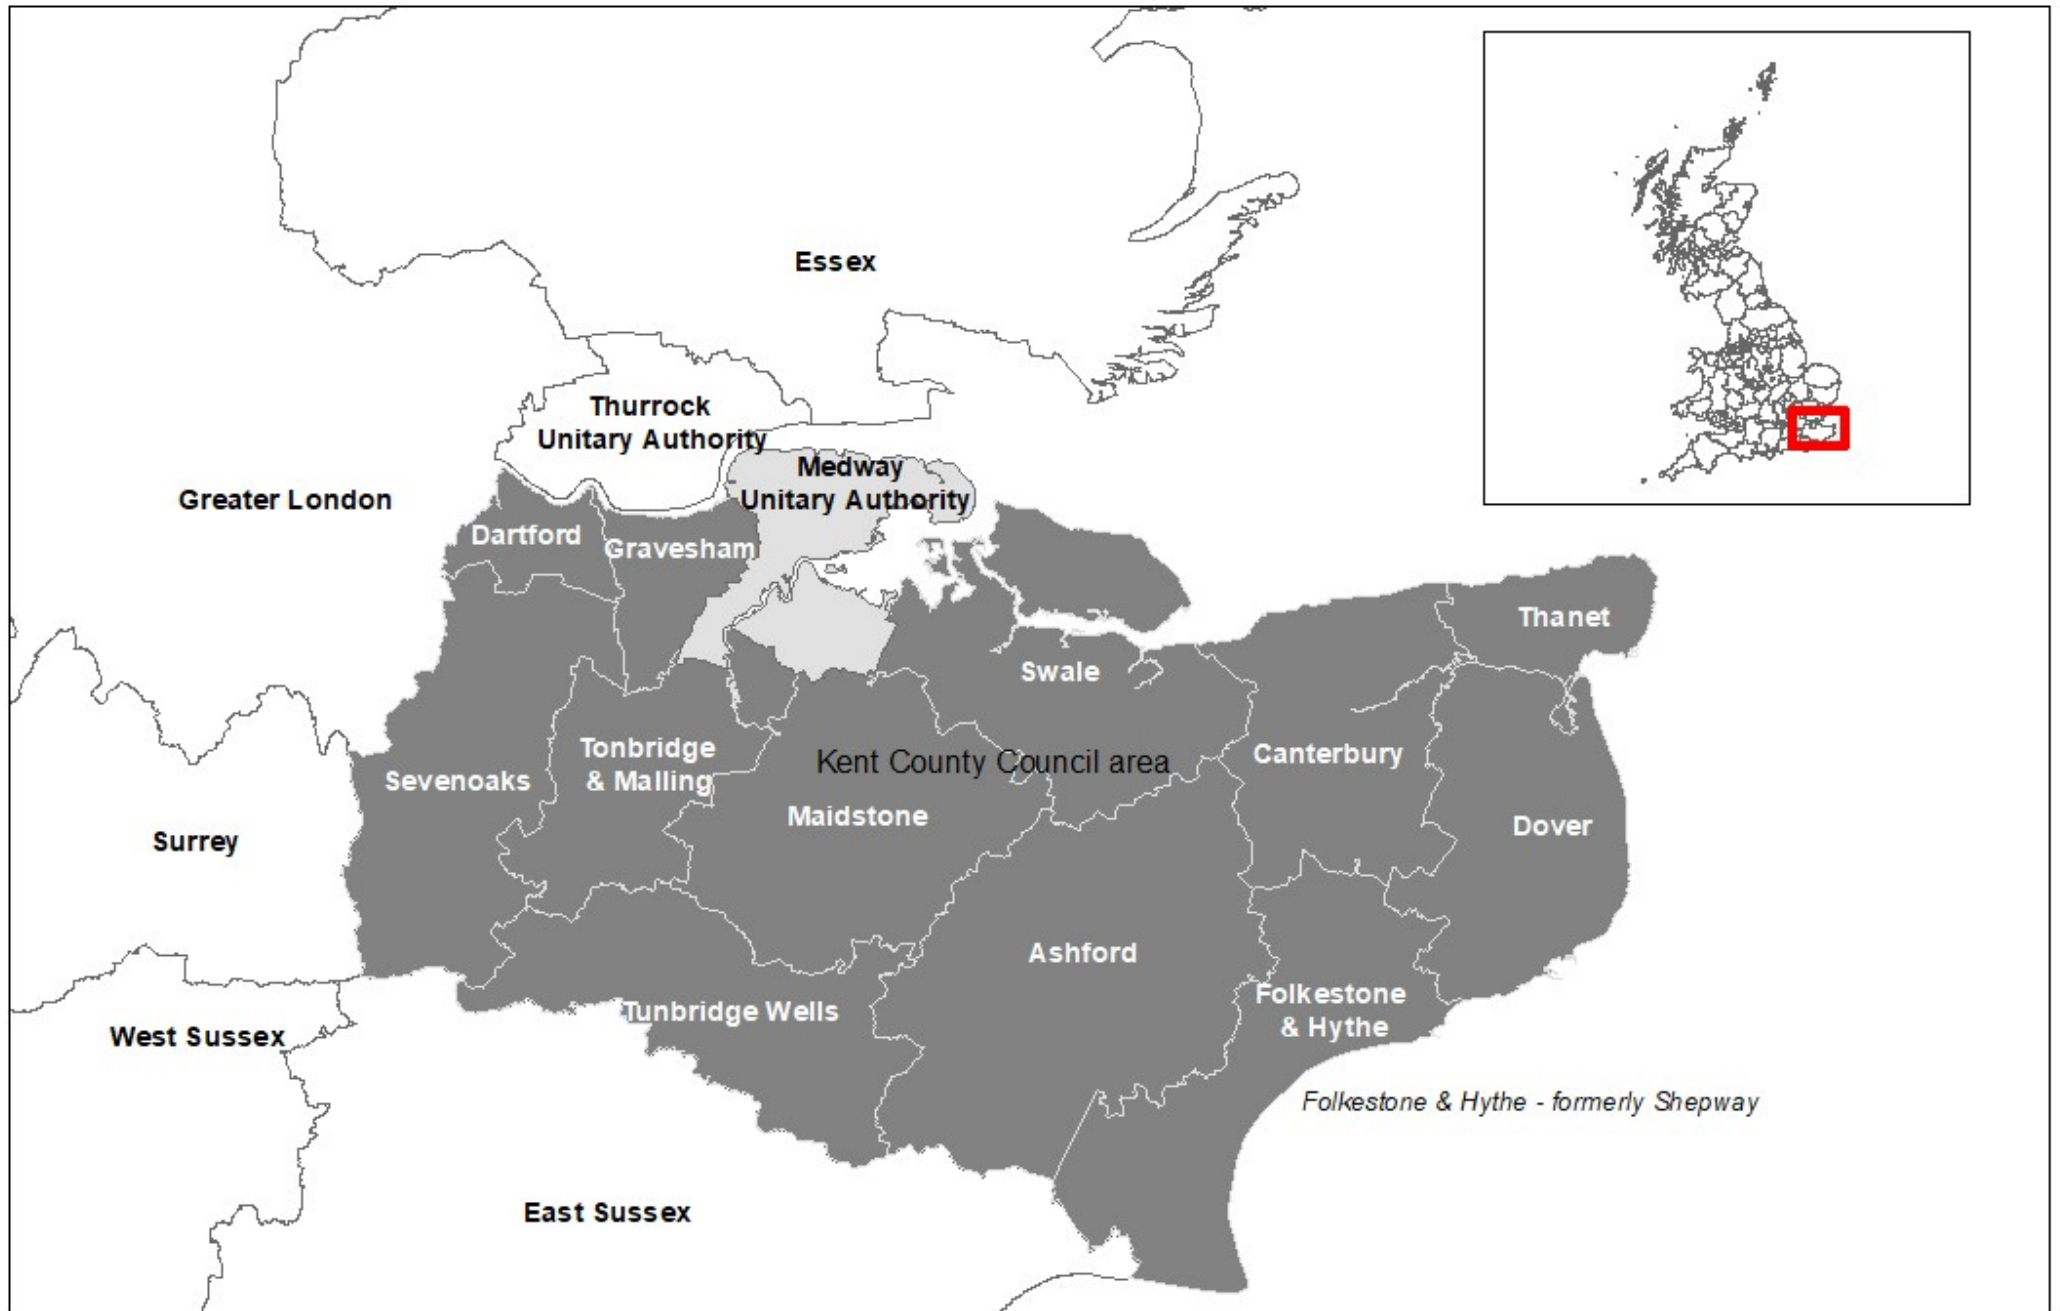 Essex
Thurrock
Unitary Authority
Medway
Unitary Authority
Greater London
Dartford
Gravesham
Thanet
Swale
Tonbridge
& Malling
Kent County Council area
Canterbury
Sevenoaks
Maidstone
Dover
Surrey
Ashford
Folkestone
& Hythe
Tunbridge Wells
West Sussex
Folkestone & Hythe - formerly Shepway
East Sussex